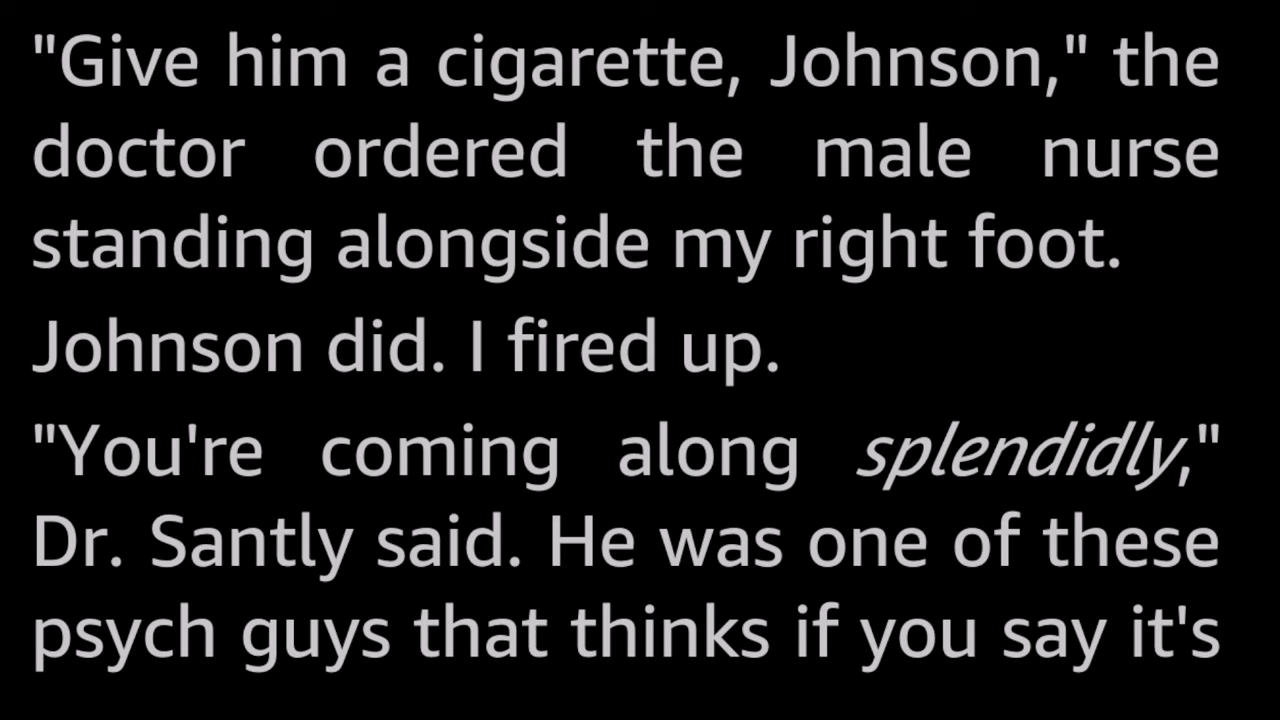 "Give him a cigarette, Johnson," the
doctor ordered the male nurse
standing alongside my right foot.
Johnson did. I fired up.
"You're coming along splendidly,"
Dr. Santly said. He was one of these
psych guys that thinks if you say it's